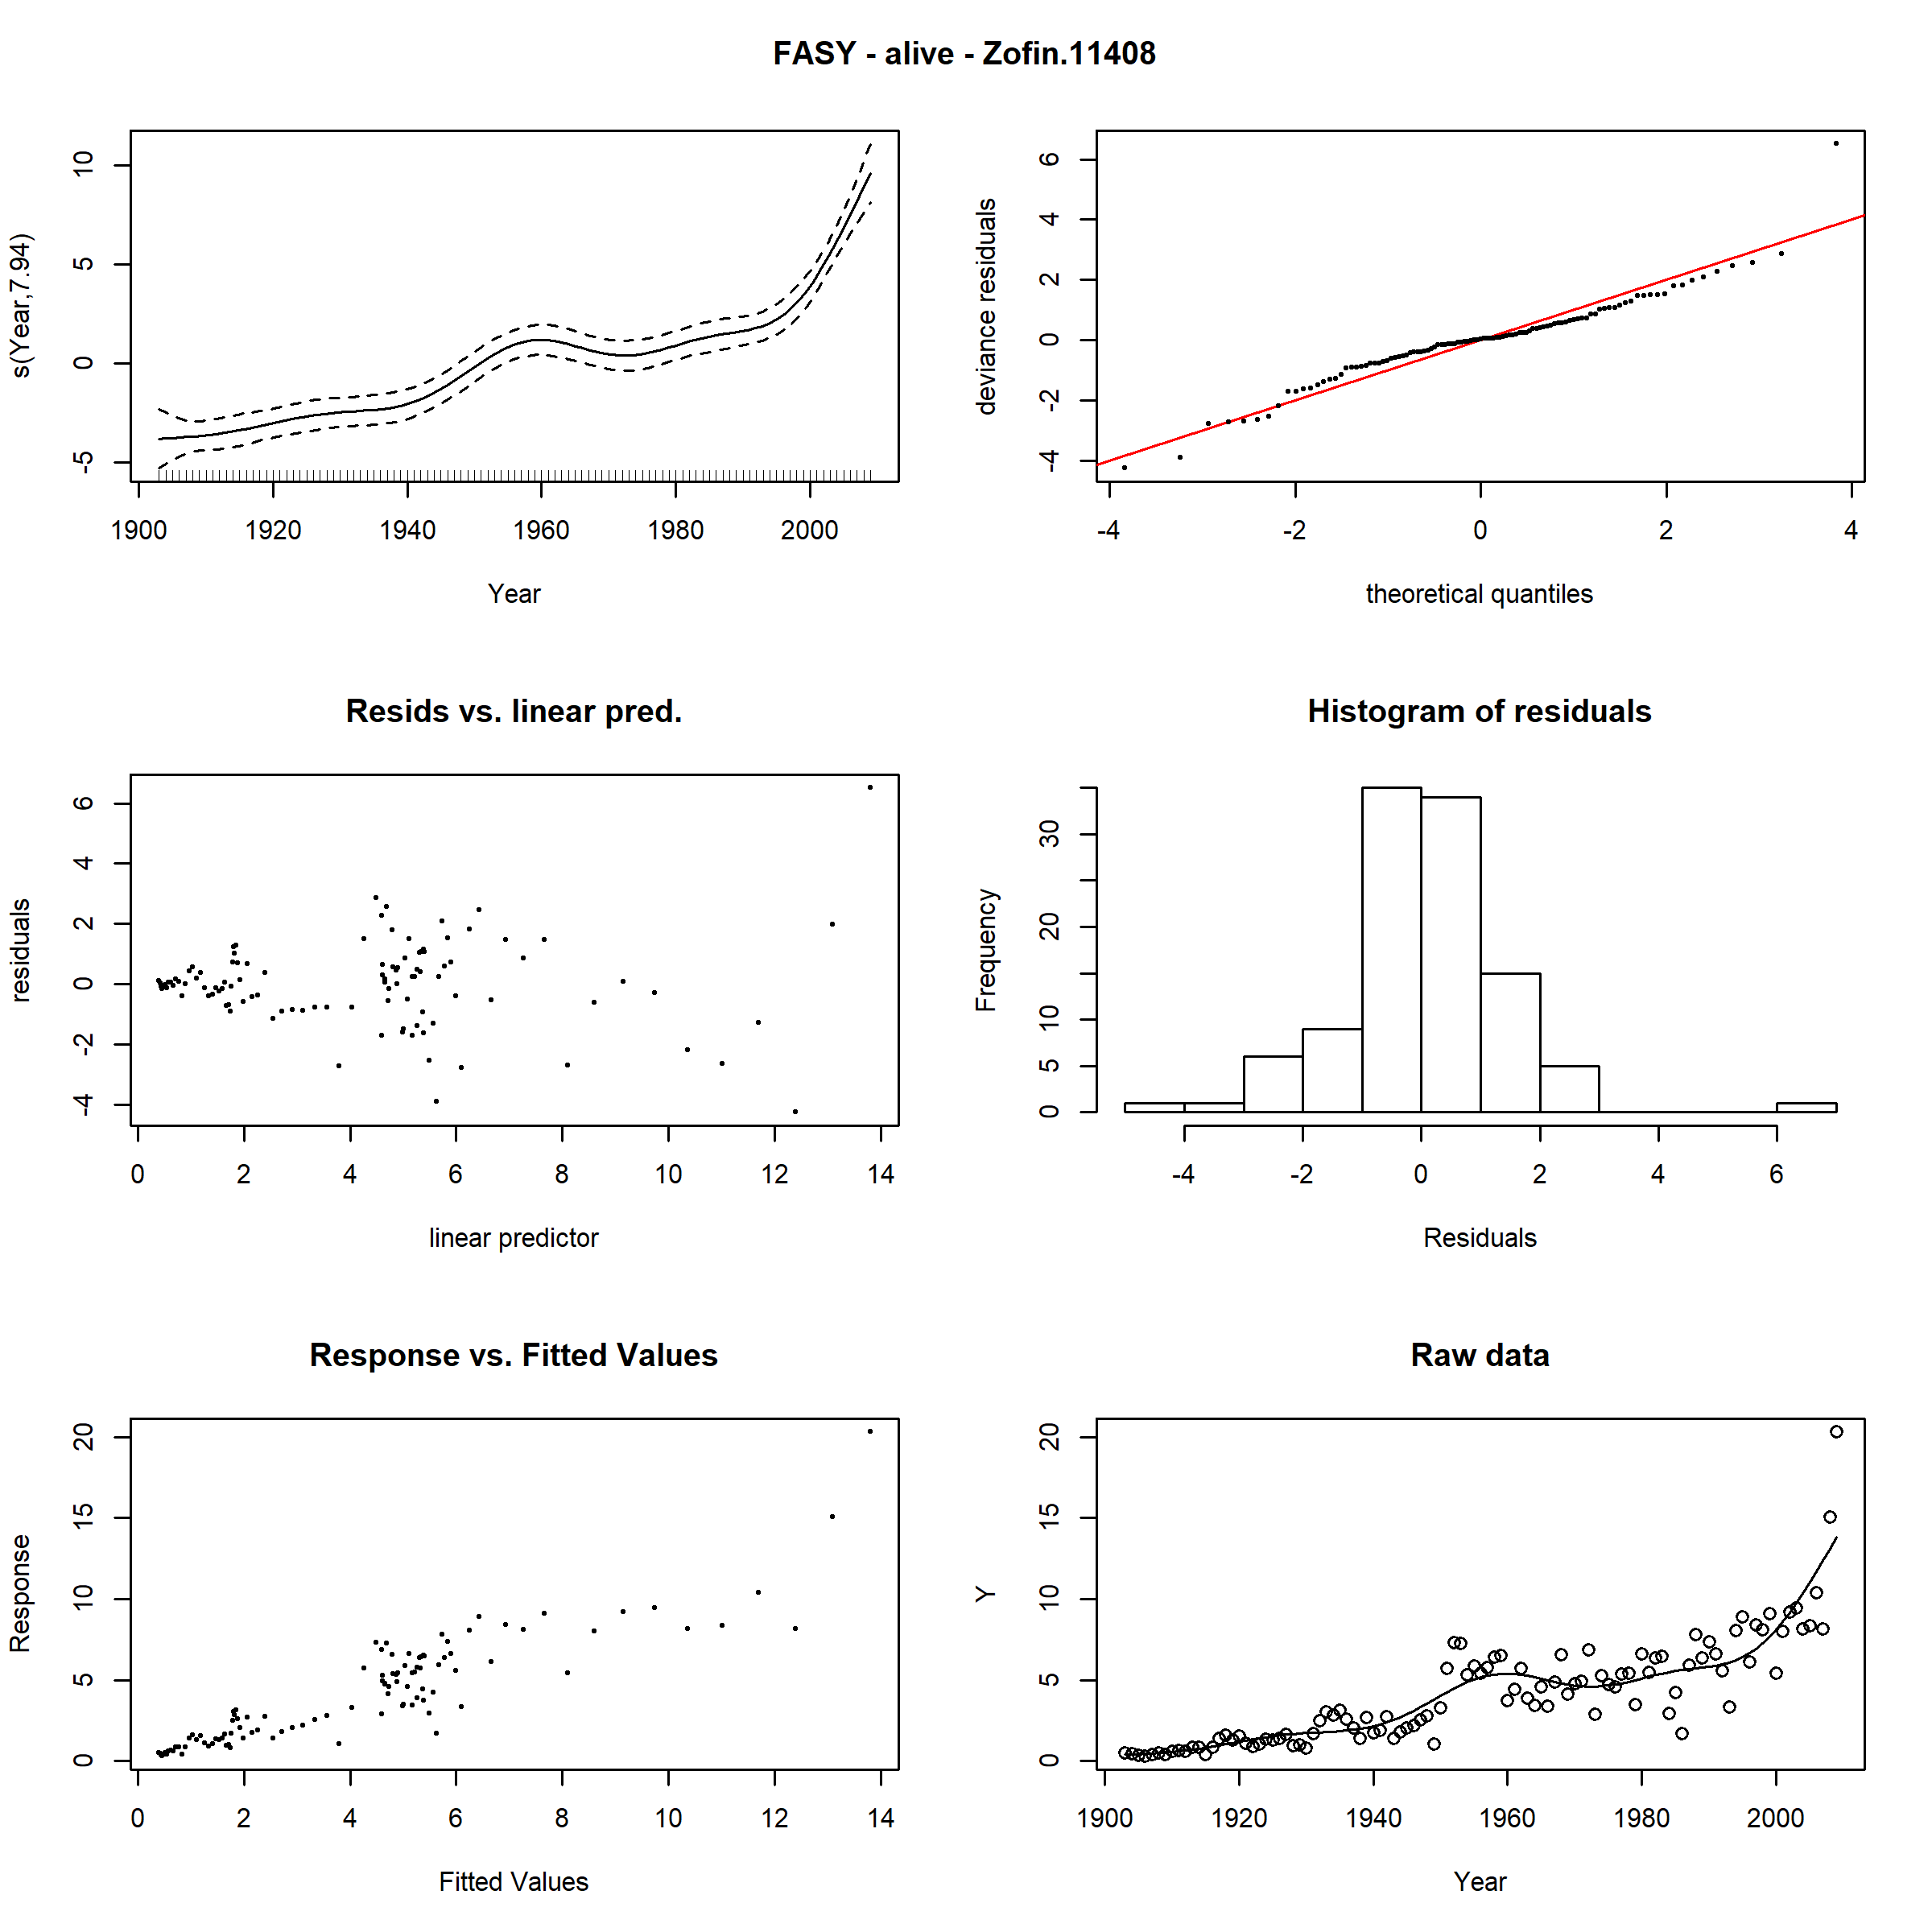 FASY - alive - Zofin.11408
s(Year,7.94)
-5 0 5 10
1900 1920 1940 1960 1980 2000
Year
deviance residuals
-4 -2 0 2 4 6
-4 -2 0 2 4
theoretical quantiles
Resids vs. linear pred.
residuals
-4 -2 0 2 4 6
0 2 4 6 8 10 12 14
linear predictor
Histogram of residuals
Frequency
0 5 10 20 30
-4 -2 0 2 4 6
Residuals
Response vs. Fitted Values
Response
0 5 10 15 20
0 2 4 6 8 10 12 14
Fitted Values
Raw data
Y
0 5 10 15 20
1900 1920 1940 1960 1980 2000
Year